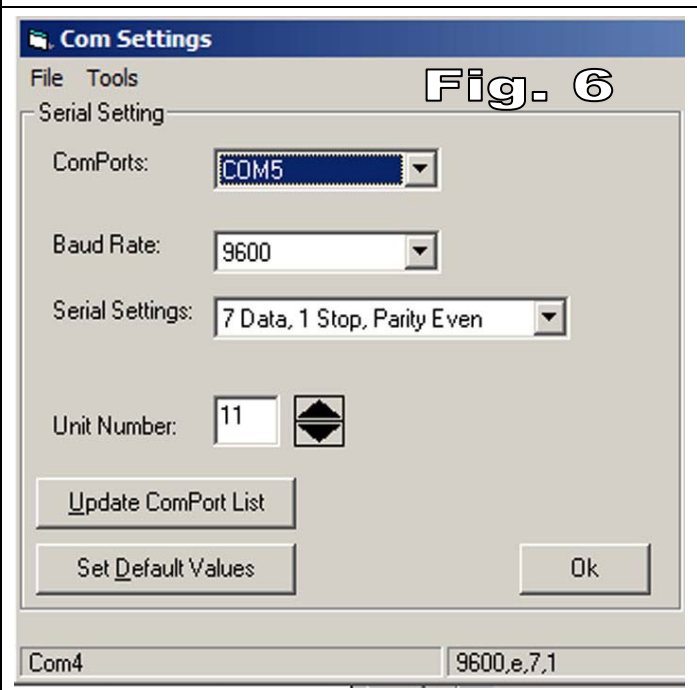 Com Settings
File Tools
Fig. 6
Serial Setting
ComPorts: COM5
Baud Rate: 9600
Serial Settings: 7 Data, 1 Stop, Parity Even
Unit Number: 11
Update ComPort List
Set Default Values Ok
Com4 9600,e,7,1